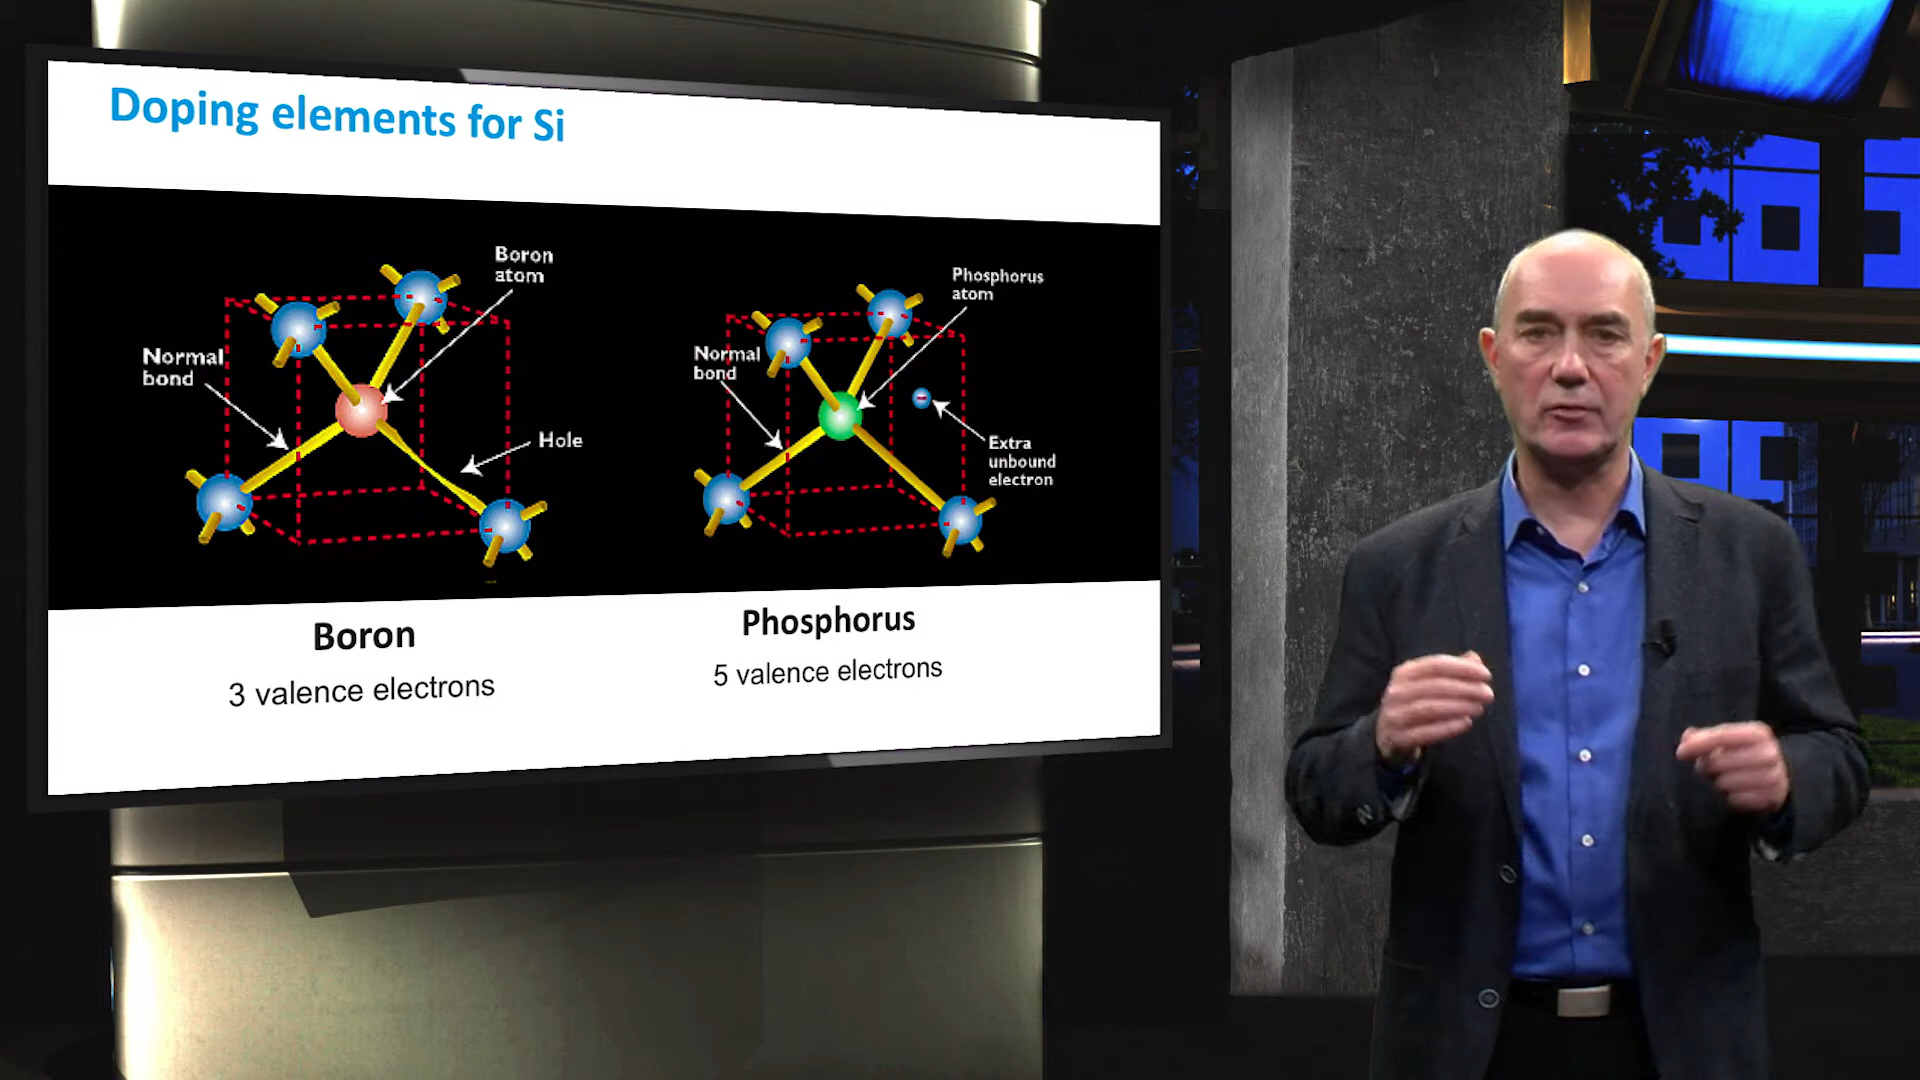 Doping elements for Si
Boron
atom
Normal
bond
Hole
Phosphorus
atom
Normal
bond
Extra
unbound
electron
Boron
3 valence electrons
Phosphorus
5 valence electrons